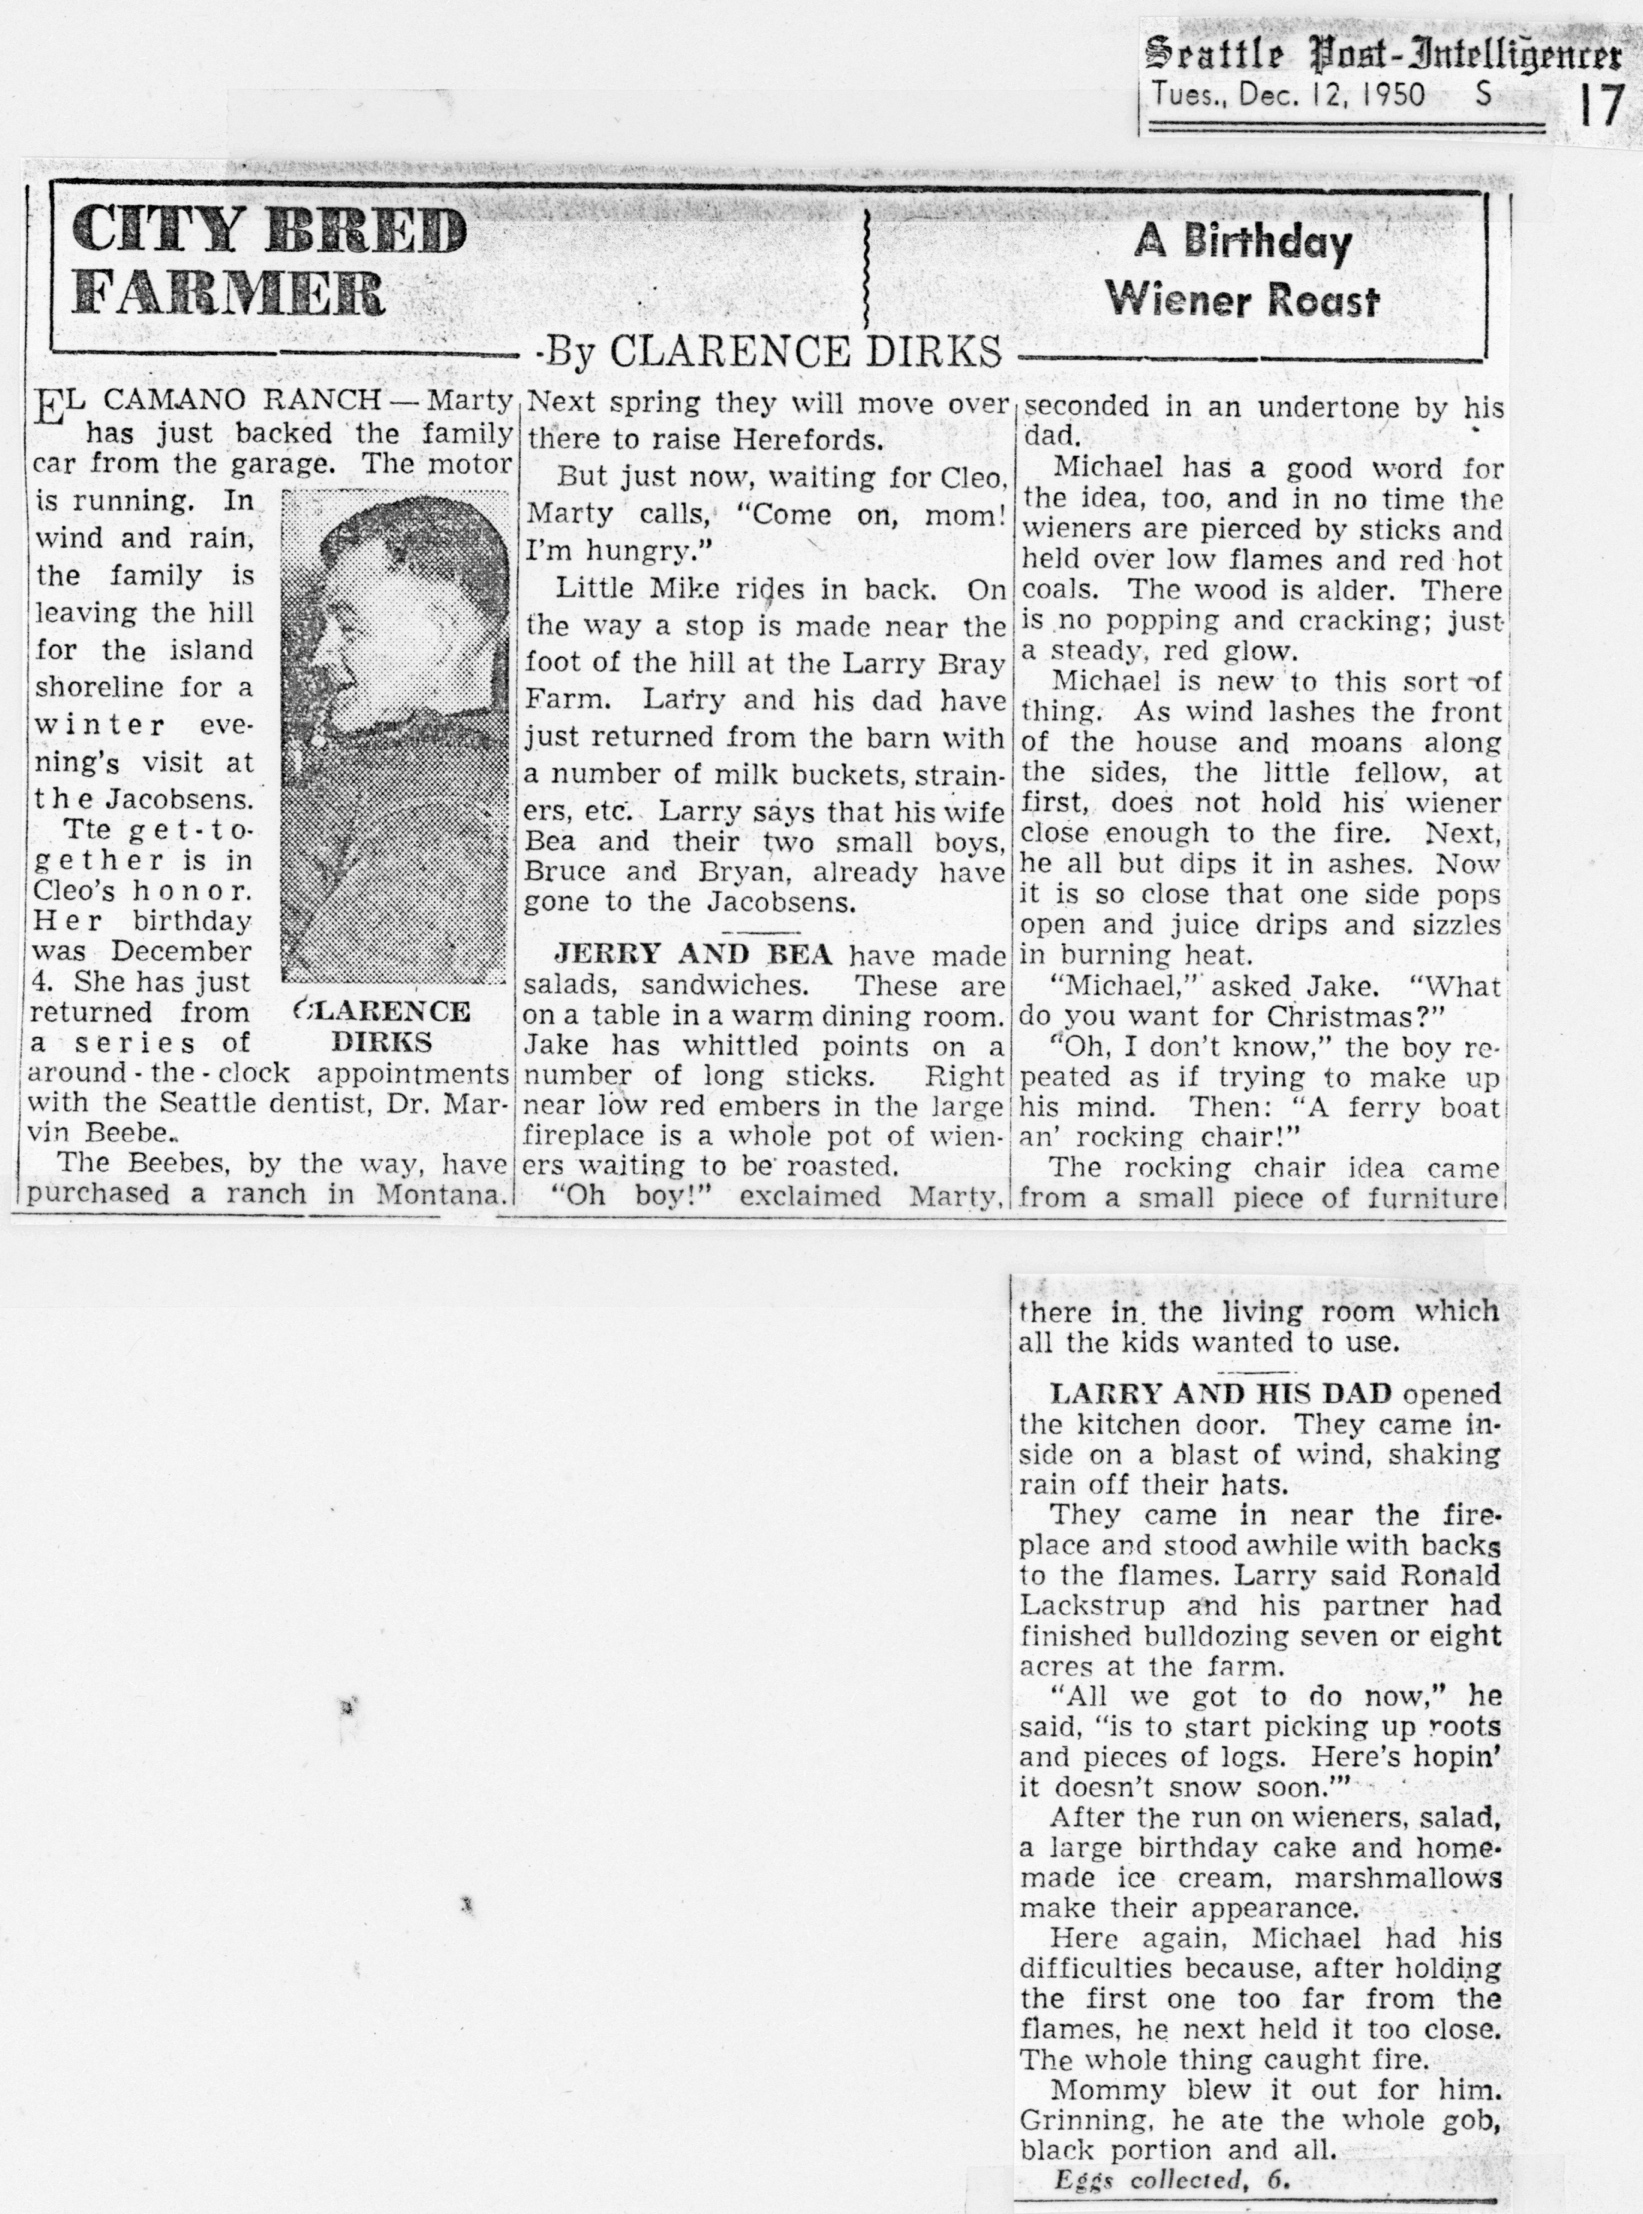 Seattle Post-Intelligencer
Tues., Dec. 12, 1950 S 17
CITY BRED
FARMER
A Birthday
Wiener Roast
-By CLARENCE DIRKS
EL CAMANO RANCH — Marty
has just backed the family
car from the garage. The motor
is running. In
wind and rain,
the family is
leaving the hill
for the island
shoreline for a
winter eve-
ning's visit at
the Jacobsens.
Tte get-to-
gether is in
Cleo's honor.
Her birthday
was December
4. She has just
returned from
a series of
CLARENCE
DIRKS
around-the-clock appointments
with the Seattle dentist, Dr. Mar-
vin Beebe.
The Beebes, by the way, have
purchased a ranch in Montana.
Next spring they will move over
there to raise Herefords.
But just now, waiting for Cleo,
Marty calls, "Come on, mom!
I'm hungry."
Little Mike rides in back. On
the way a stop is made near the
foot of the hill at the Larry Bray
Farm. Larry and his dad have
just returned from the barn with
a number of milk buckets, strain-
ers, etc. Larry says that his wife
Bea and their two small boys,
Bruce and Bryan, already have
gone to the Jacobsens.
JERRY AND BEA have made
salads, sandwiches. These are
on a table in a warm dining room.
Jake has whittled points on a
number of long sticks. Right
near low red embers in the large
fireplace is a whole pot of wien-
ers waiting to be roasted.
"Oh boy!" exclaimed Marty,
seconded in an undertone by his
dad.
Michael has a good word for
the idea, too, and in no time the
wieners are pierced by sticks and
held over low flames and red hot
coals. The wood is alder. There
is no popping and cracking; just
a steady, red glow.
Michael is new to this sort of
thing. As wind lashes the front
of the house and moans along
the sides, the little fellow, at
first, does not hold his wiener
close enough to the fire. Next,
he all but dips it in ashes. Now
it is so close that one side pops
open and juice drips and sizzles
in burning heat.
"Michael," asked Jake. "What
do you want for Christmas?"
"Oh, I don't know," the boy re-
peated as if trying to make up
his mind. Then: "A ferry boat
an' rocking chair!"
The rocking chair idea came
from a small piece of furniture
there in the living room which
all the kids wanted to use.
LARRY AND HIS DAD opened
the kitchen door. They came in-
side on a blast of wind, shaking
rain off their hats.
They came in near the fire-
place and stood awhile with backs
to the flames. Larry said Ronald
Lackstrup and his partner had
finished bulldozing seven or eight
acres at the farm.
"All we got to do now," he
said, "is to start picking up roots
and pieces of logs. Here's hopin'
it doesn't snow soon.'"
After the run on wieners, salad,
a large birthday cake and home-
made ice cream, marshmallows
make their appearance.
Here again, Michael had his
difficulties because, after holding
the first one too far from the
flames, he next held it too close.
The whole thing caught fire.
Mommy blew it out for him.
Grinning, he ate the whole gob,
black portion and all.
Eggs collected, 6.